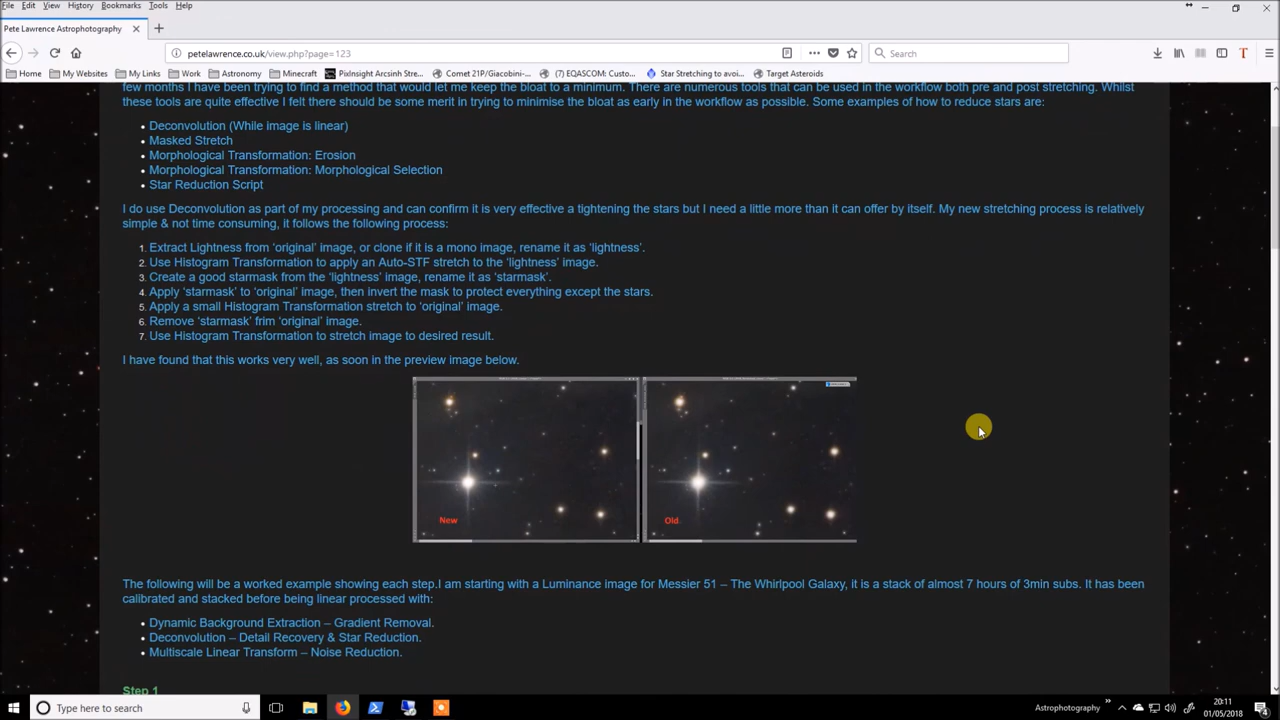 File Edit View History Bookmarks Tools Help
Pete Lawrence Astrophotography
petelawrence.co.uk/view.php?page=123
Search
Home My Websites My Links Work Astronomy Minecraft PixInsight Arcsinh Stre... Comet 21P/Giacobini-... (7) EQASCOM: Custo... Star Stretching to avoi... Target Asteroids
few months I have been trying to find a method that would let me keep the bloat to a minimum. There are numerous tools that can be used in the workflow both pre and post stretching. Whilst
these tools are quite effective I felt there should be some merit in trying to minimise the bloat as early in the workflow as possible. Some examples of how to reduce stars are:
• Deconvolution (While image is linear)
• Masked Stretch
• Morphological Transformation: Erosion
• Morphological Transformation: Morphological Selection
• Star Reduction Script
I do use Deconvolution as part of my processing and can confirm it is very effective a tightening the stars but I need a little more than it can offer by itself. My new stretching process is relatively
simple & not time consuming, it follows the following process:
1. Extract Lightness from ‘original’ image, or clone if it is a mono image, rename it as ‘lightness’.
2. Use Histogram Transformation to apply an Auto-STF stretch to the ‘lightness’ image.
3. Create a good starmask from the ‘lightness’ image, rename it as ‘starmask’.
4. Apply ‘starmask’ to ‘original’ image, then invert the mask to protect everything except the stars.
5. Apply a small Histogram Transformation stretch to ‘original’ image.
6. Remove ‘starmask’ frim ‘original’ image.
7. Use Histogram Transformation to stretch image to desired result.
I have found that this works very well, as soon in the preview image below.
New
Old
The following will be a worked example showing each step.I am starting with a Luminance image for Messier 51 – The Whirlpool Galaxy, it is a stack of almost 7 hours of 3min subs. It has been
calibrated and stacked before being linear processed with:
• Dynamic Background Extraction – Gradient Removal.
• Deconvolution – Detail Recovery & Star Reduction.
• Multiscale Linear Transform – Noise Reduction.
Step 1
Type here to search
Astrophotography
20:11
01/05/2018
4